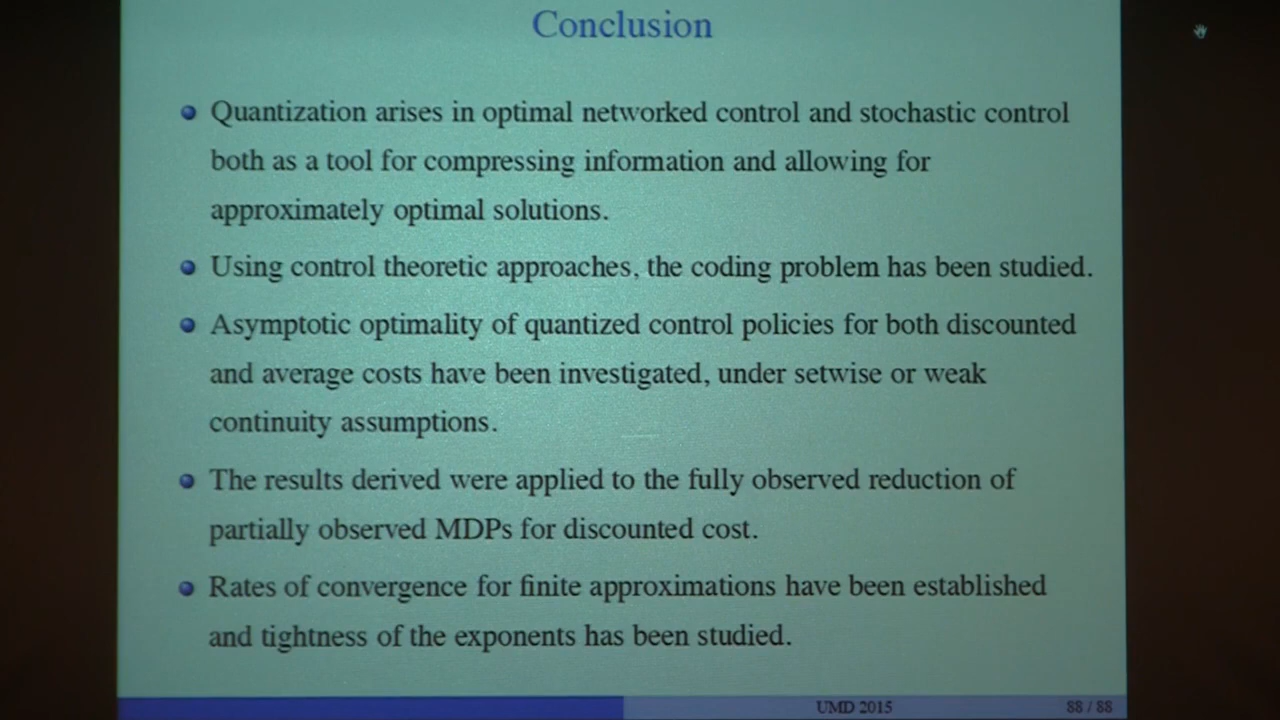 Conclusion
Quantization arises in optimal networked control and stochastic control
both as a tool for compressing information and allowing for
approximately optimal solutions.
Using control theoretic approaches, the coding problem has been studied.
Asymptotic optimality of quantized control policies for both discounted
and average costs have been investigated, under setwise or weak
continuity assumptions.
The results derived were applied to the fully observed reduction of
partially observed MDPs for discounted cost.
Rates of convergence for finite approximations have been established
and tightness of the exponents has been studied.
UMD 2015 88 / 88